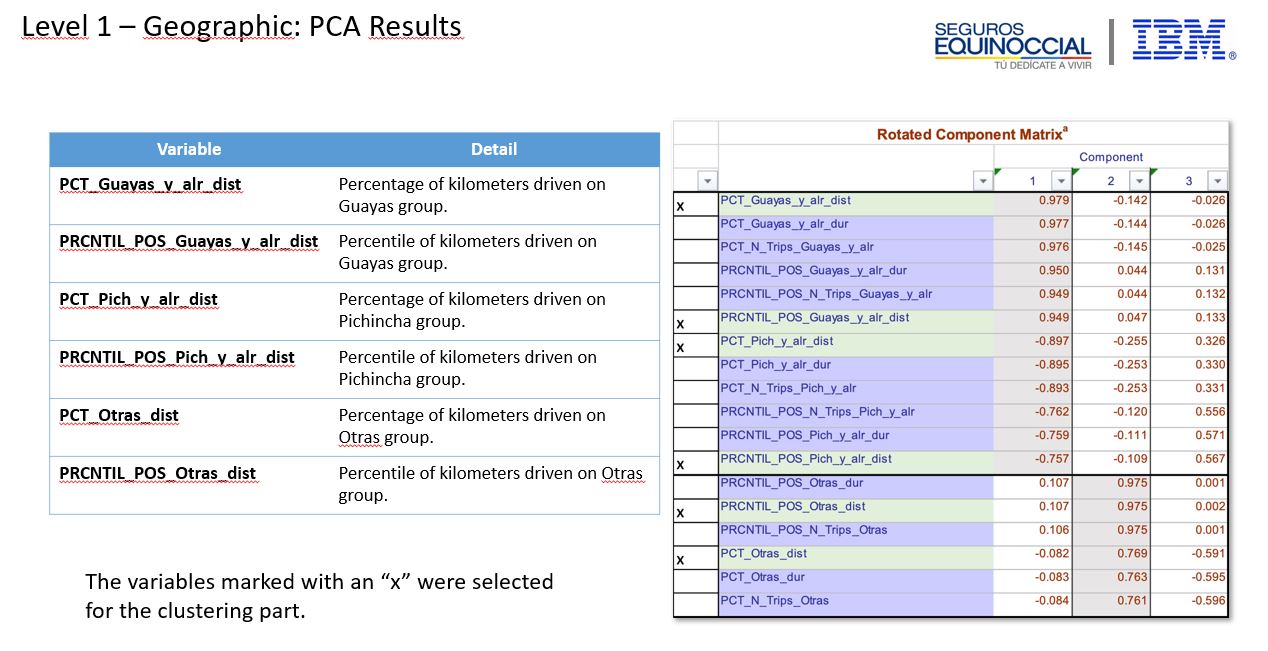 Level 1 – Geographic: PCA Results
SEGUROS
EQUINOCCIAL
TÚ DEDÍCATE A VIVIR
IBM®
Variable Detail
PCT_Guayas_y_alr_dist Percentage of kilometers driven on
Guayas group.
PRCNTIL_POS_Guayas_y_alr_dist Percentile of kilometers driven on
Guayas group.
PCT_Pich_y_alr_dist Percentage of kilometers driven on
Pichincha group.
PRCNTIL_POS_Pich_y_alr_dist Percentile of kilometers driven on
Pichincha group.
PCT_Otras_dist Percentage of kilometers driven on
Otras group.
PRCNTIL_POS_Otras_dist Percentile of kilometers driven on Otras
group.
The variables marked with an “x” were selected
for the clustering part.
Rotated Component Matrixa
Component
1 2 3
x PCT_Guayas_y_alr_dist 0.979 -0.142 -0.026
PCT_Guayas_y_alr_dur 0.977 -0.144 -0.026
PCT_N_Trips_Guayas_y_alr 0.976 -0.145 -0.025
PRCNTIL_POS_Guayas_y_alr_dur 0.950 0.044 0.131
PRCNTIL_POS_N_Trips_Guayas_y_alr 0.949 0.044 0.132
x PRCNTIL_POS_Guayas_y_alr_dist 0.949 0.047 0.133
x PCT_Pich_y_alr_dist -0.897 -0.255 0.326
PCT_Pich_y_alr_dur -0.895 -0.253 0.330
PCT_N_Trips_Pich_y_alr -0.893 -0.253 0.331
PRCNTIL_POS_N_Trips_Pich_y_alr -0.762 -0.120 0.556
PRCNTIL_POS_Pich_y_alr_dur -0.759 -0.111 0.571
x PRCNTIL_POS_Pich_y_alr_dist -0.757 -0.109 0.567
PRCNTIL_POS_Otras_dur 0.107 0.975 0.001
x PRCNTIL_POS_Otras_dist 0.107 0.975 0.002
PRCNTIL_POS_N_Trips_Otras 0.106 0.975 0.001
x PCT_Otras_dist -0.082 0.769 -0.591
PCT_Otras_dur -0.083 0.763 -0.595
PCT_N_Trips_Otras -0.084 0.761 -0.596